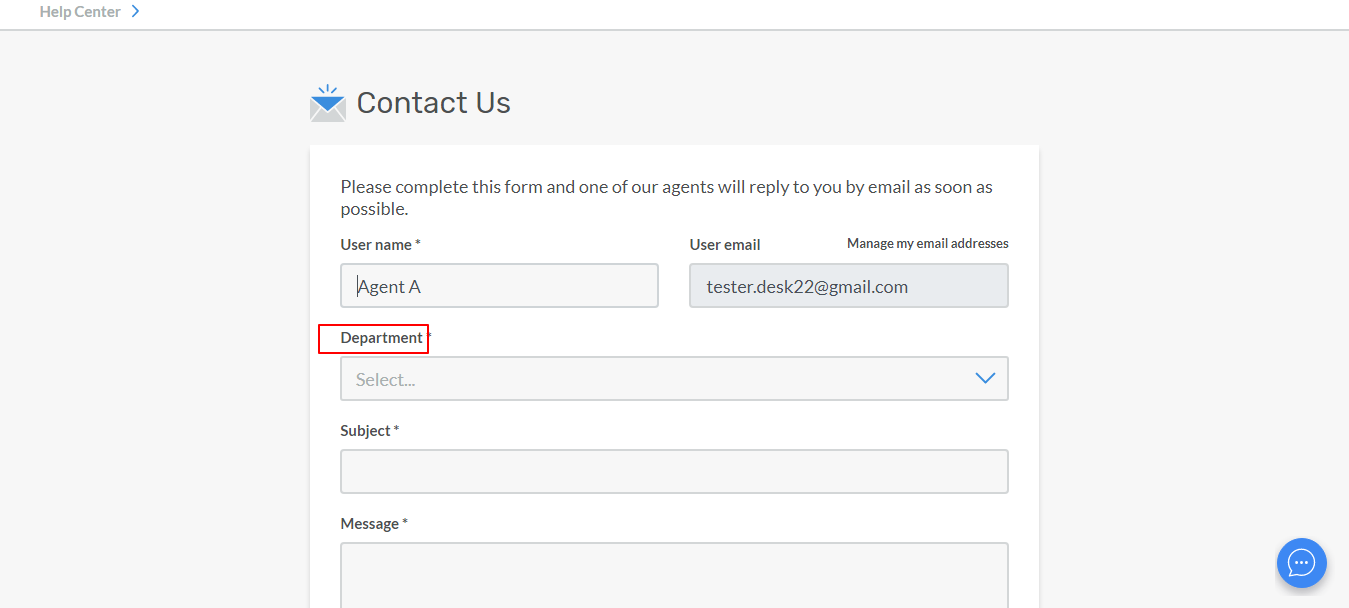 Help Center
Contact Us
Please complete this form and one of our agents will reply to you by email as soon as
possible.
User name *
User email
Manage my email addresses
Agent A
tester.desk22@gmail.com
Department *
Select...
Subject *
Message *